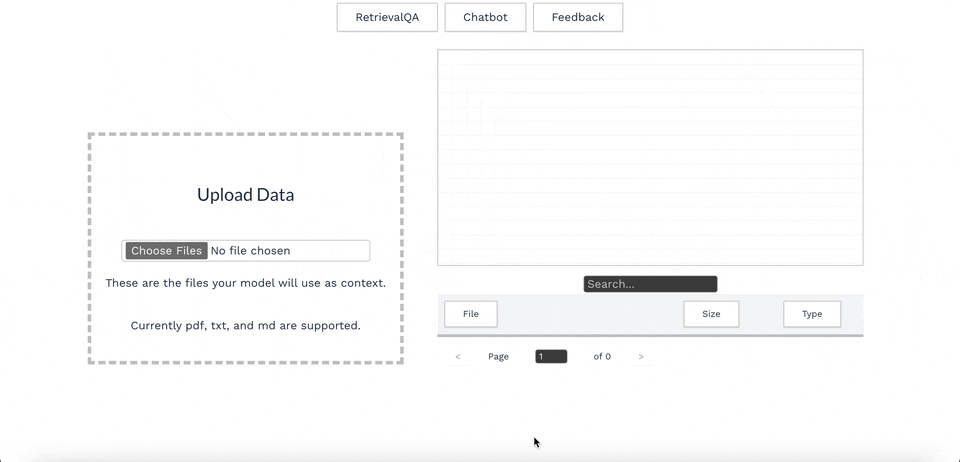 RetrievalQA Chatbot Feedback
Upload Data
Choose Files No file chosen
These are the files your model will use as context.
Currently pdf, txt, and md are supported.
Search...
File Size Type
< Page 1 of 0 >